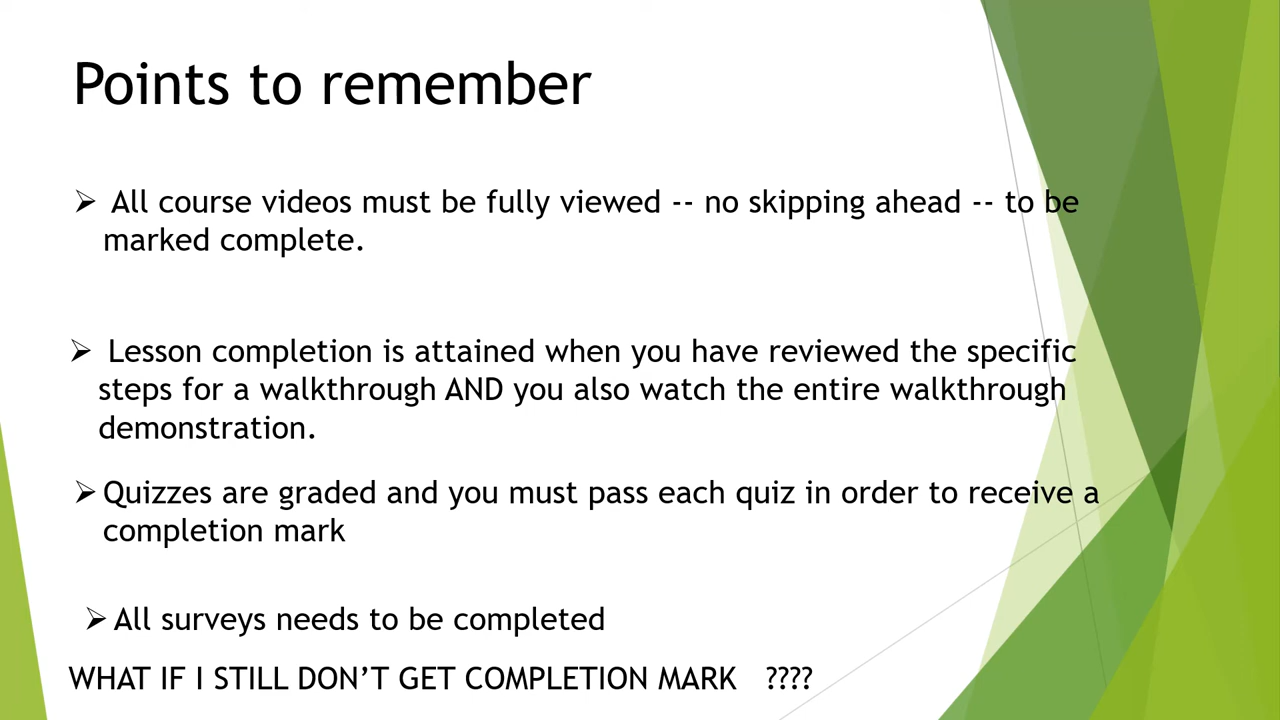 Points to remember
➢ All course videos must be fully viewed -- no skipping ahead -- to be
marked complete.
➢ Lesson completion is attained when you have reviewed the specific
steps for a walkthrough AND you also watch the entire walkthrough
demonstration.
➢ Quizzes are graded and you must pass each quiz in order to receive a
completion mark
➢ All surveys needs to be completed
WHAT IF I STILL DON’T GET COMPLETION MARK ????